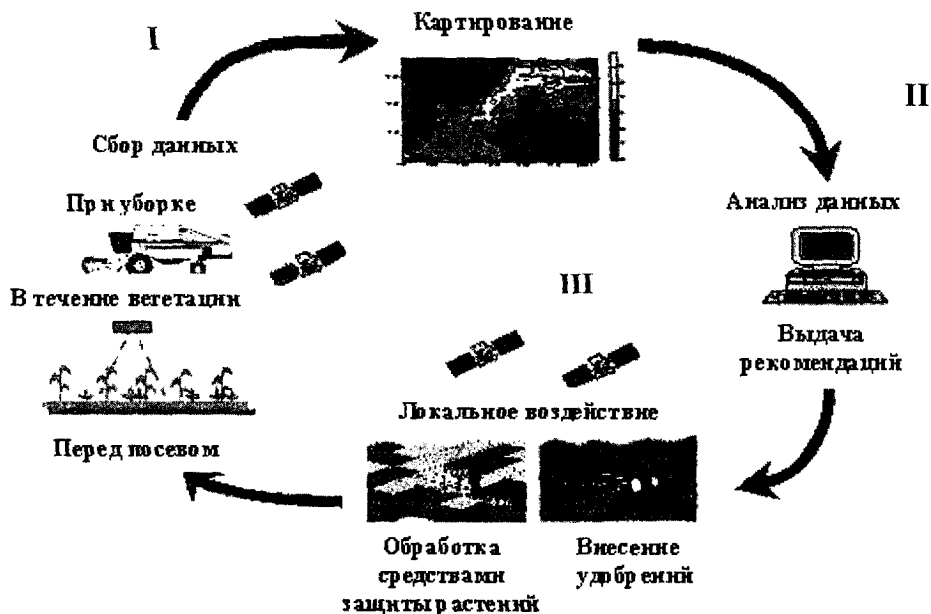 I
Картирование
II
Сбор данных
При уборке
В течение вегетации
Перед посевом
Анализ данных
Выдача
рекомендаций
III
Локальное воздействие
Обработка
средствами
защиты растений
Внесение
удобрений